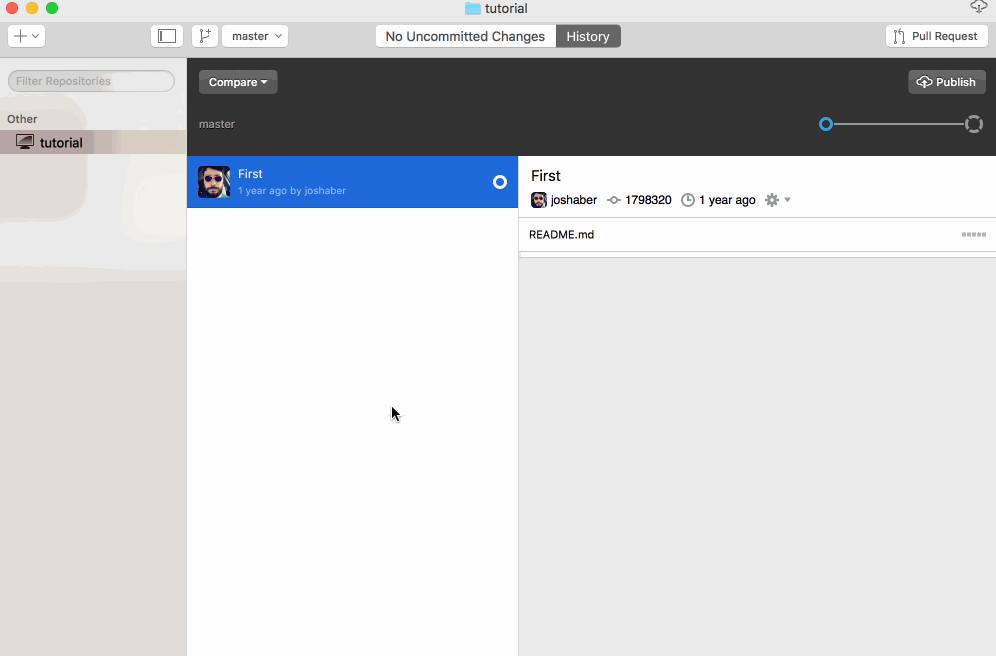 tutorial
master
No Uncommitted Changes
History
Pull Request
Filter Repositories
Compare
Publish
Other
master
tutorial
First
1 year ago by joshaber
First
joshaber
1798320
1 year ago
README.md